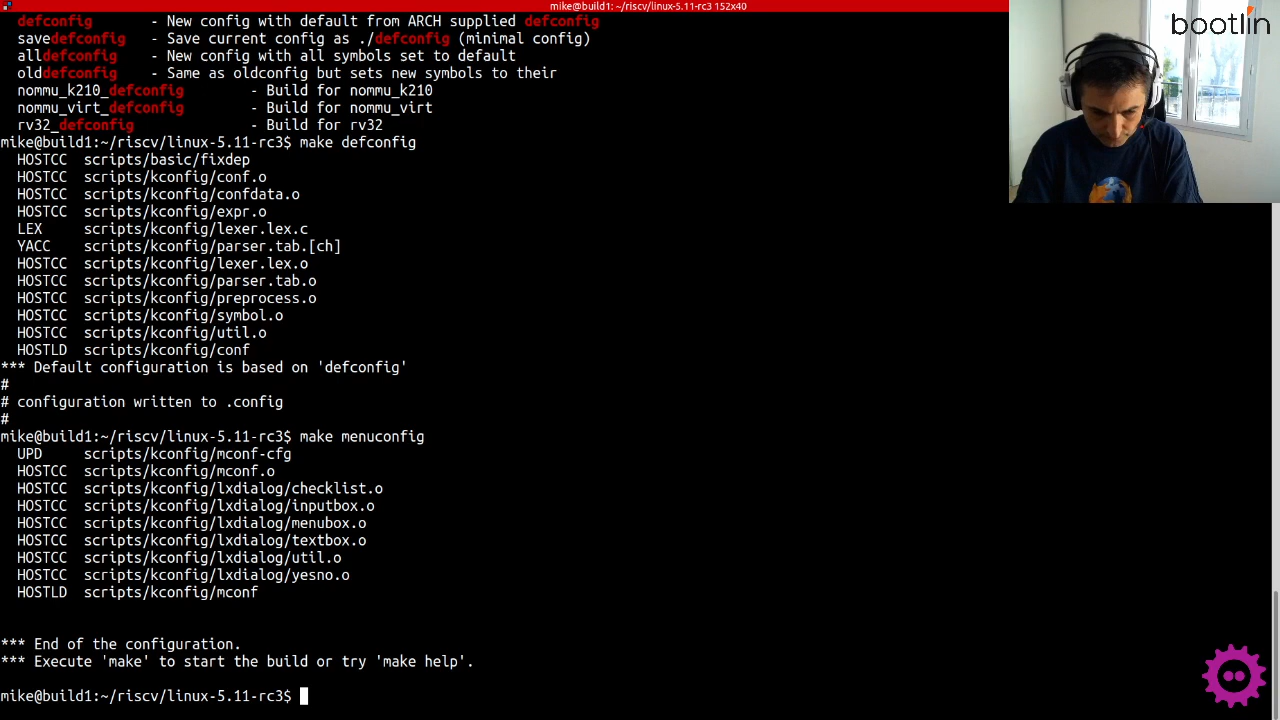 mike@build1: ~/riscv/linux-5.11-rc3 152x40
bootlin
defconfig - New config with default from ARCH supplied defconfig
savedefconfig - Save current config as ./defconfig (minimal config)
alldefconfig - New config with all symbols set to default
olddefconfig - Same as oldconfig but sets new symbols to their
nommu_k210_defconfig - Build for nommu_k210
nommu_virt_defconfig - Build for nommu_virt
rv32_defconfig - Build for rv32
mike@build1:~/riscv/linux-5.11-rc3$ make defconfig
HOSTCC scripts/basic/fixdep
HOSTCC scripts/kconfig/conf.o
HOSTCC scripts/kconfig/confdata.o
HOSTCC scripts/kconfig/expr.o
LEX scripts/kconfig/lexer.lex.c
YACC scripts/kconfig/parser.tab.[ch]
HOSTCC scripts/kconfig/lexer.lex.o
HOSTCC scripts/kconfig/parser.tab.o
HOSTCC scripts/kconfig/preprocess.o
HOSTCC scripts/kconfig/symbol.o
HOSTCC scripts/kconfig/util.o
HOSTLD scripts/kconfig/conf
*** Default configuration is based on 'defconfig'
#
# configuration written to .config
#
mike@build1:~/riscv/linux-5.11-rc3$ make menuconfig
UPD scripts/kconfig/mconf-cfg
HOSTCC scripts/kconfig/mconf.o
HOSTCC scripts/kconfig/lxdialog/checklist.o
HOSTCC scripts/kconfig/lxdialog/inputbox.o
HOSTCC scripts/kconfig/lxdialog/menubox.o
HOSTCC scripts/kconfig/lxdialog/textbox.o
HOSTCC scripts/kconfig/lxdialog/util.o
HOSTCC scripts/kconfig/lxdialog/yesno.o
HOSTLD scripts/kconfig/mconf
*** End of the configuration.
*** Execute 'make' to start the build or try 'make help'.
mike@build1:~/riscv/linux-5.11-rc3$